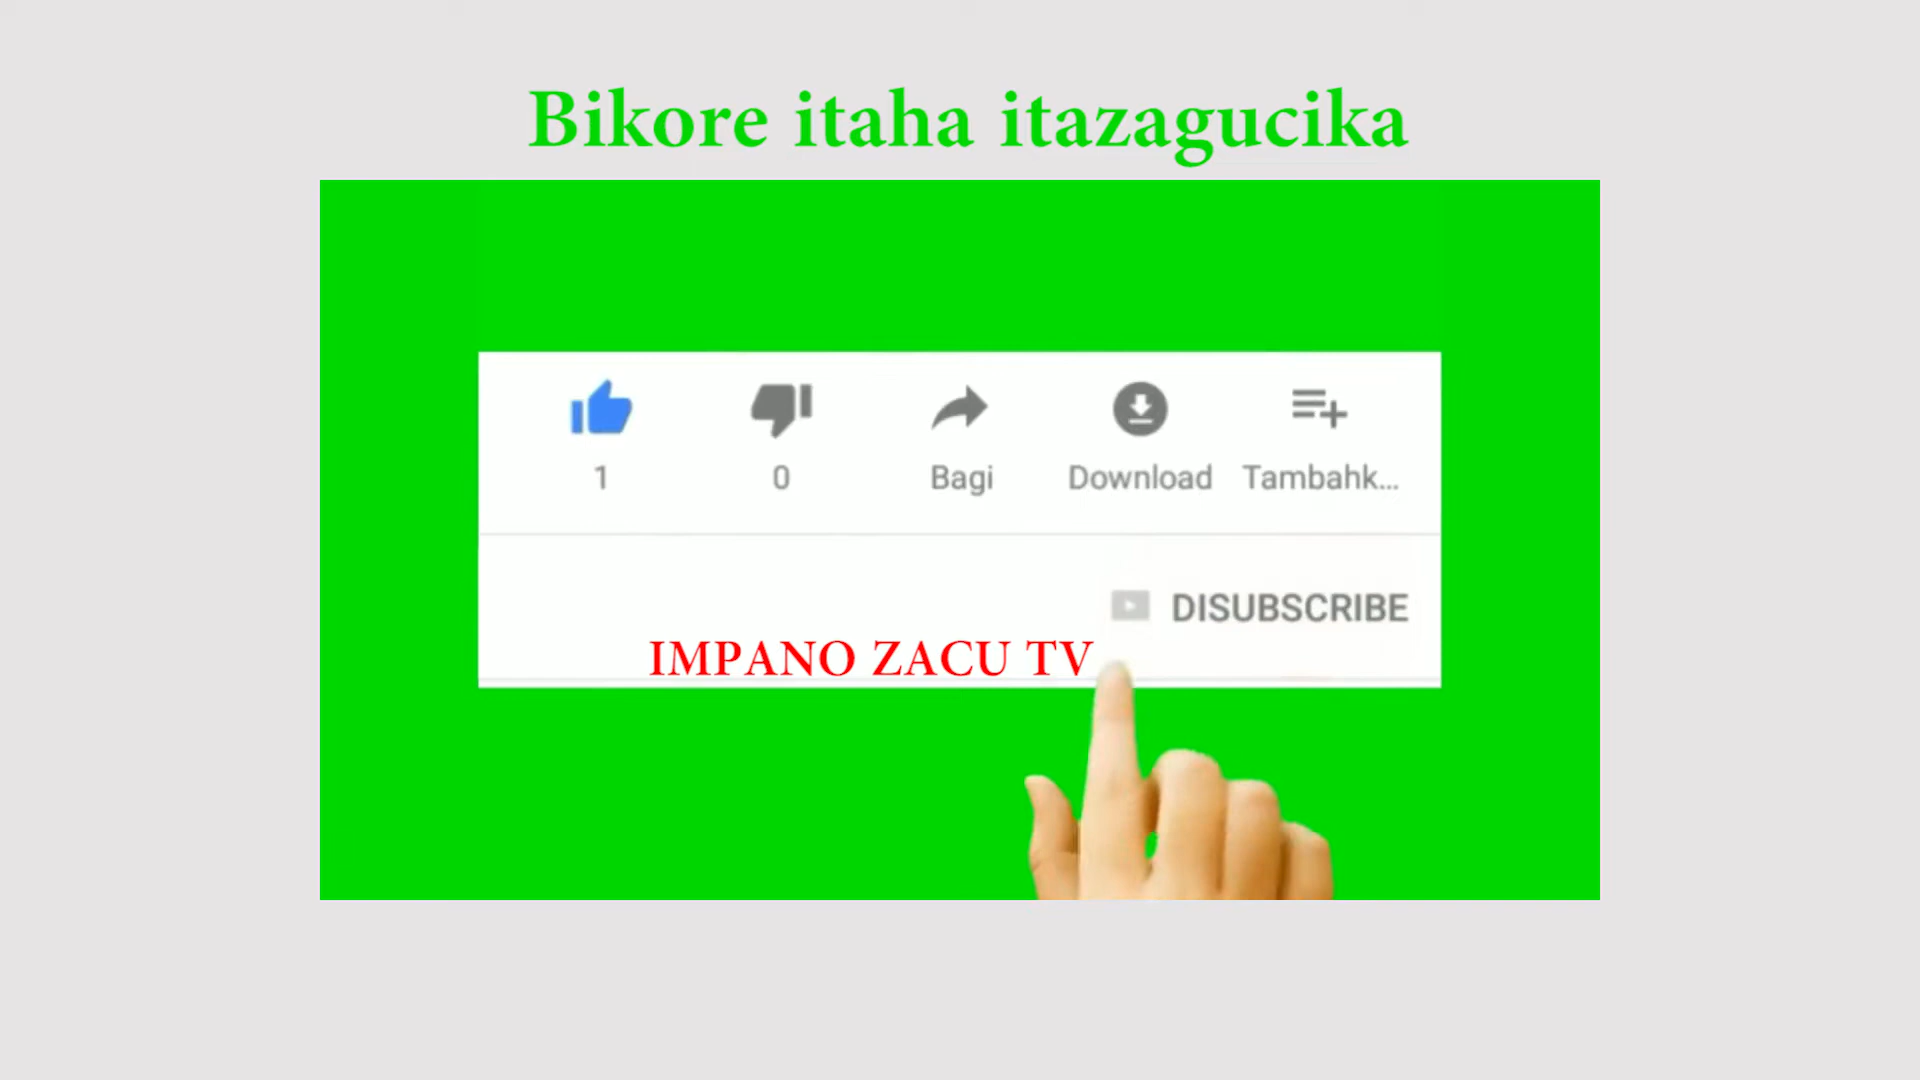 Bikore itaha itazagucika
1 0 Bagi Download Tambahk...
DISUBSCRIBE
IMPANO ZACU TV